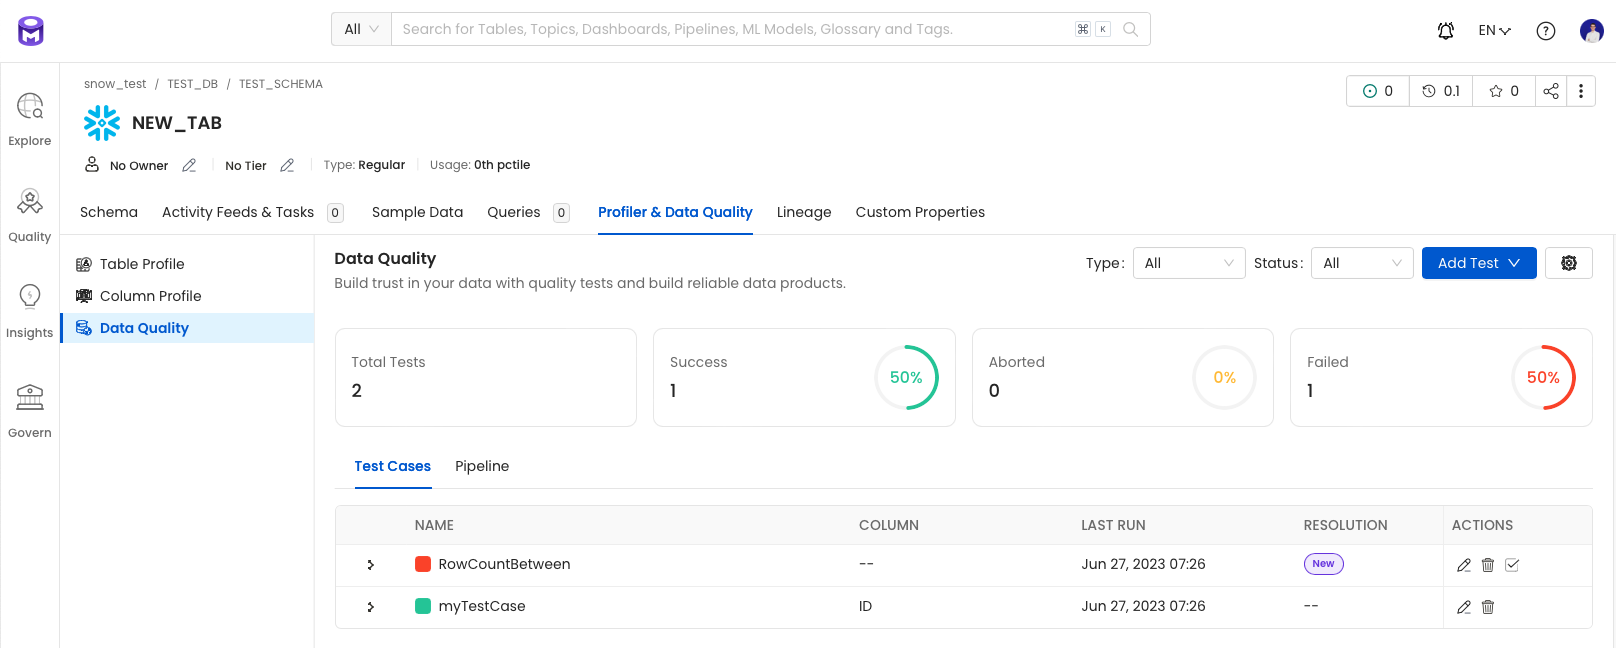 All Search for Tables, Topics, Dashboards, Pipelines, ML Models, Glossary and Tags. ⌘ K EN ?
snow_test / TEST_DB / TEST_SCHEMA
0 0.1 0
NEW_TAB
No Owner No Tier Type: Regular Usage: 0th pctile
Explore
Quality
Insights
Govern
Schema Activity Feeds & Tasks 0 Sample Data Queries 0 Profiler & Data Quality Lineage Custom Properties
Table Profile
Column Profile
Data Quality
Data Quality
Build trust in your data with quality tests and build reliable data products.
Type: All Status: All Add Test
Total Tests
2
Success
1
50%
Aborted
0
0%
Failed
1
50%
Test Cases Pipeline
NAME COLUMN LAST RUN RESOLUTION ACTIONS
RowCountBetween -- Jun 27, 2023 07:26 New
myTestCase ID Jun 27, 2023 07:26 --